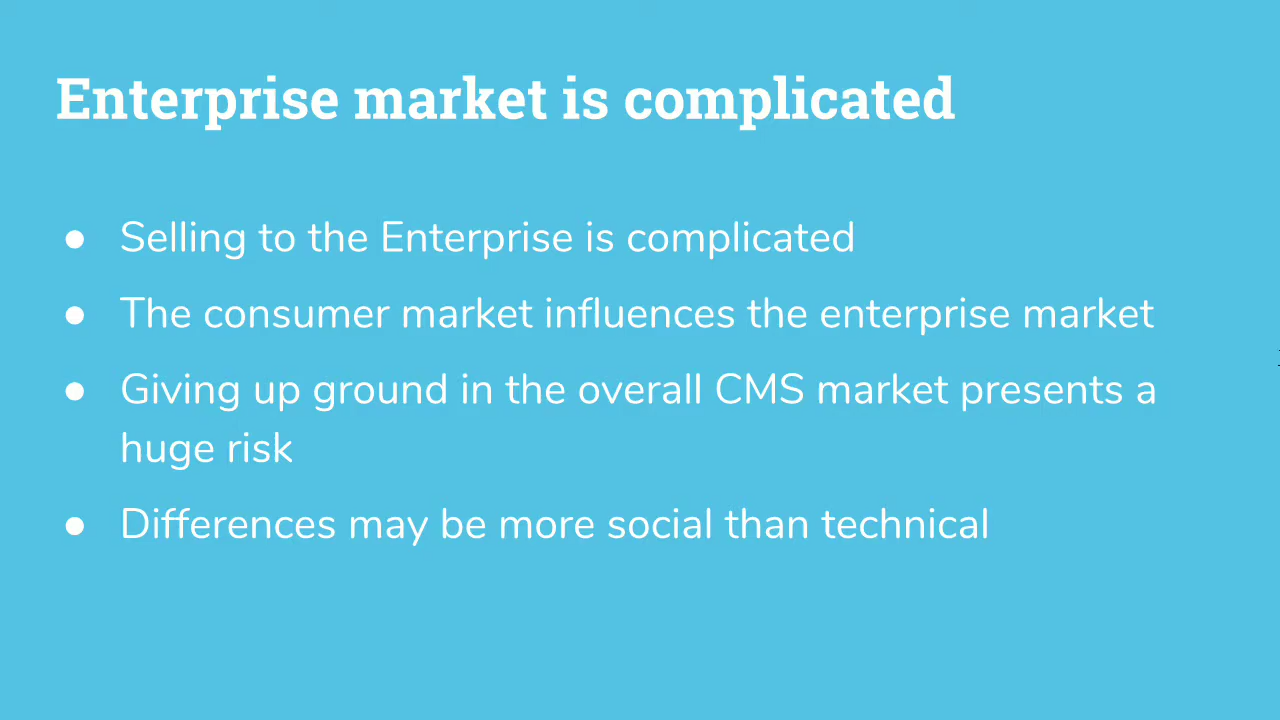 Enterprise market is complicated
● Selling to the Enterprise is complicated
● The consumer market influences the enterprise market
● Giving up ground in the overall CMS market presents a
huge risk
● Differences may be more social than technical